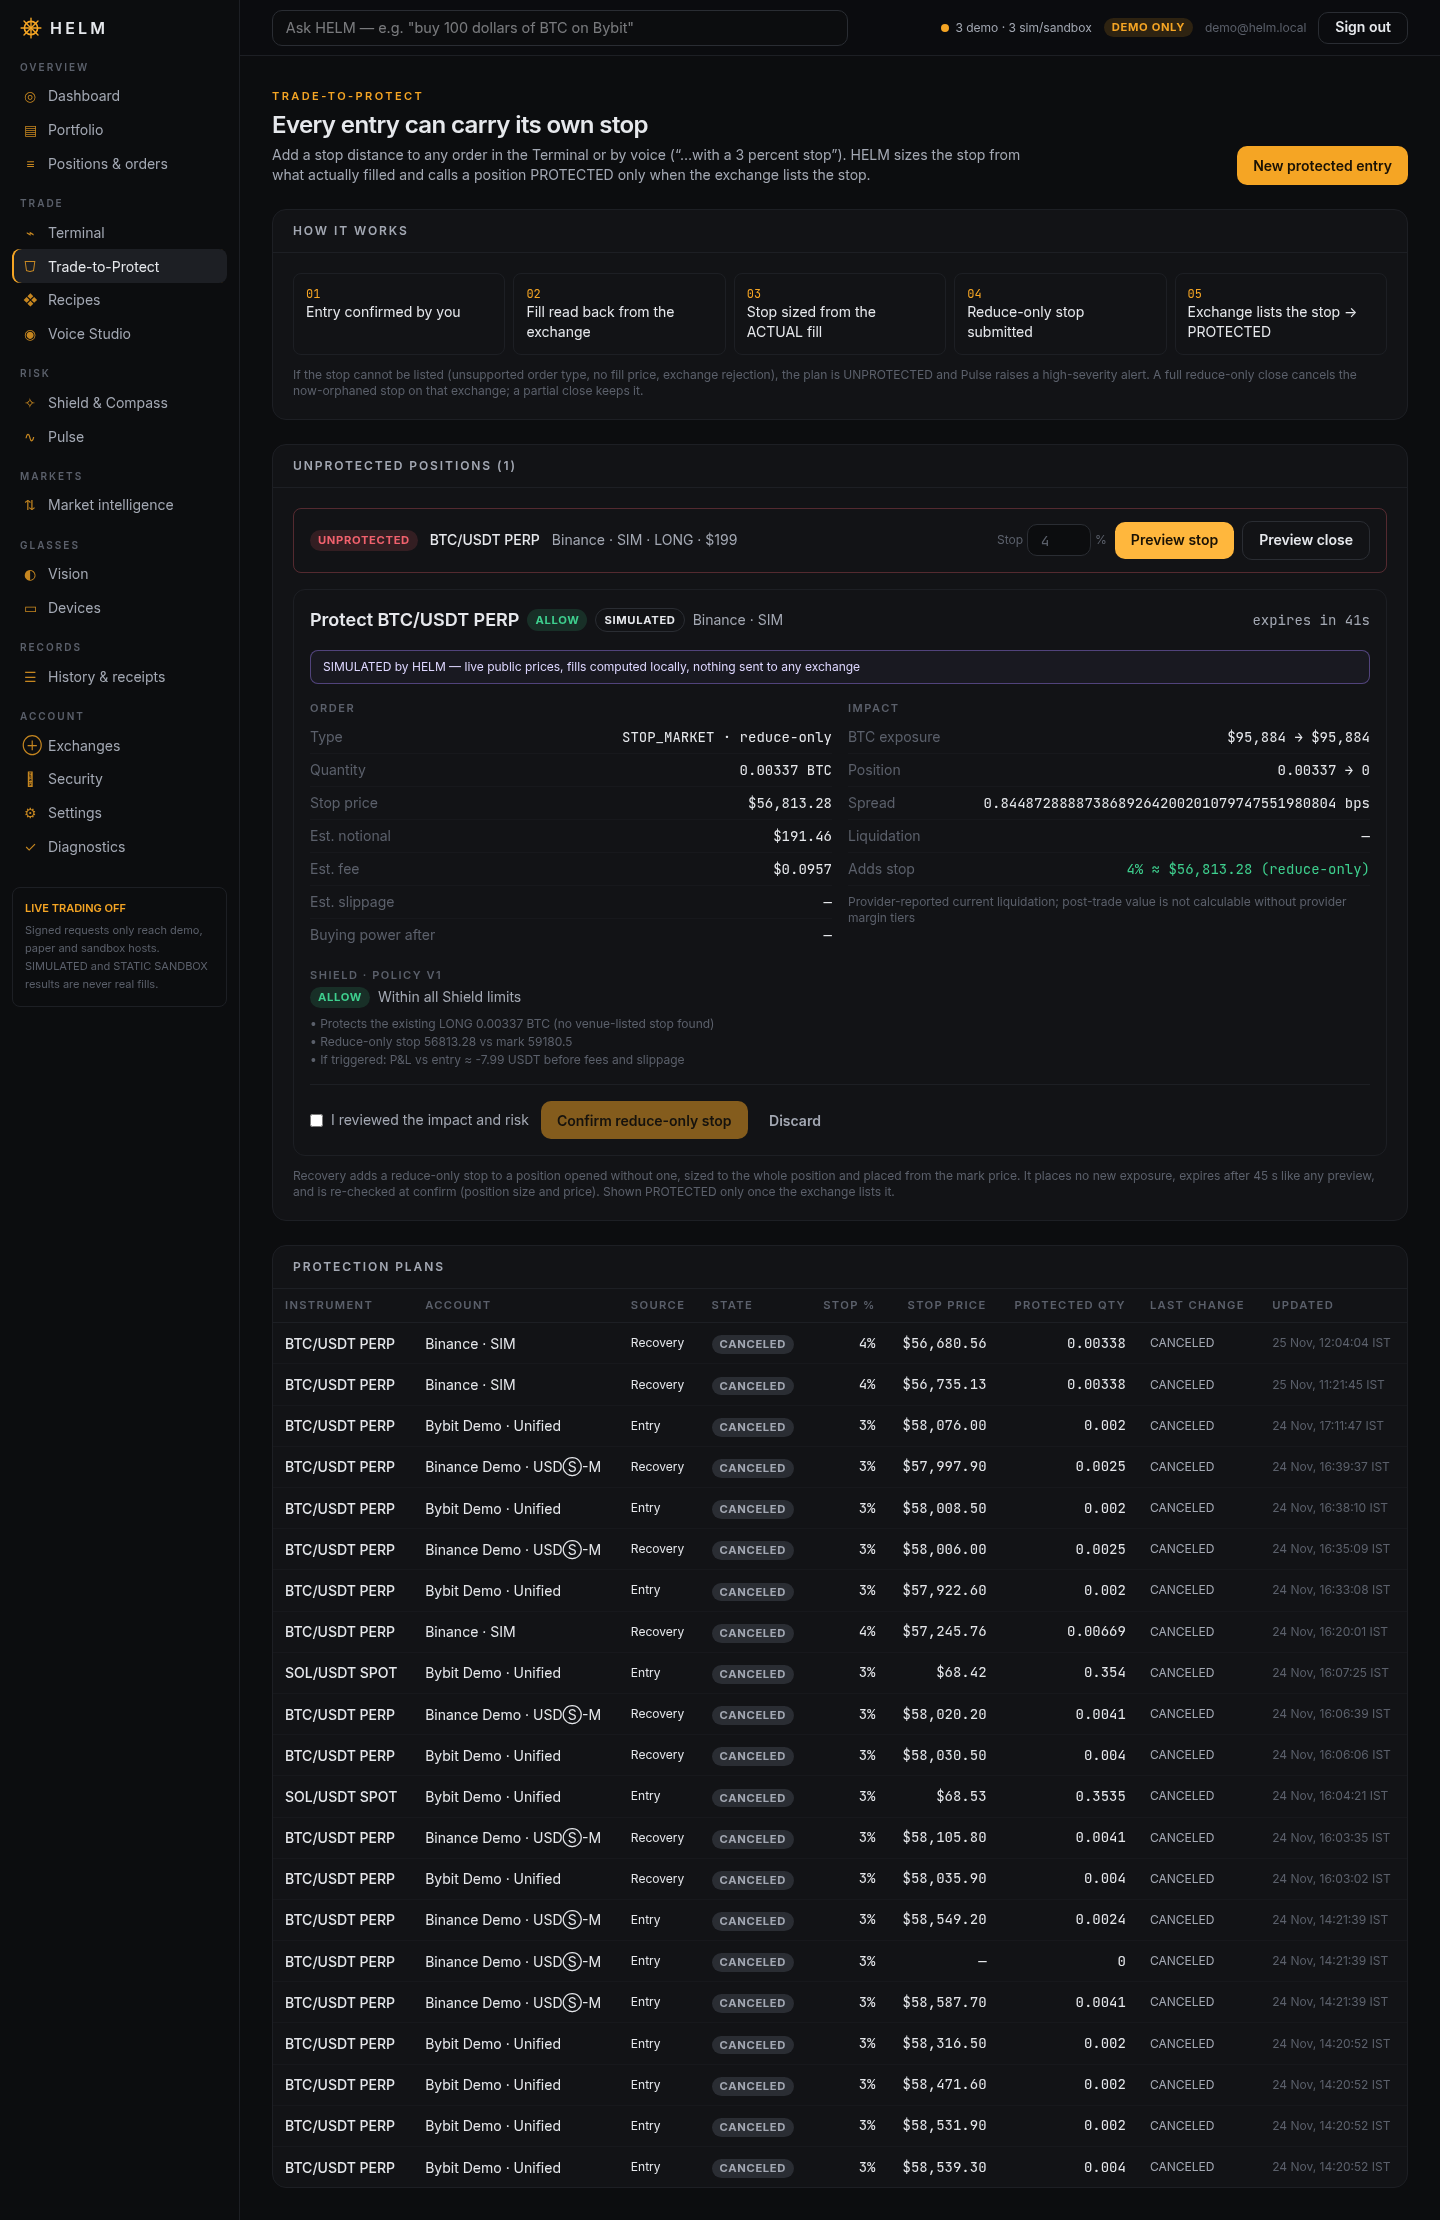 HELM
OVERVIEW
Dashboard
Portfolio
Positions & orders
TRADE
Terminal
Trade-to-Protect
Recipes
Voice Studio
RISK
Shield & Compass
Pulse
MARKETS
Market intelligence
GLASSES
Vision
Devices
RECORDS
History & receipts
ACCOUNT
Exchanges
Security
Settings
Diagnostics
LIVE TRADING OFF
Signed requests only reach demo,
paper and sandbox hosts.
SIMULATED and STATIC SANDBOX
results are never real fills.
Ask HELM — e.g. "buy 100 dollars of BTC on Bybit"
3 demo · 3 sim/sandbox DEMO ONLY demo@helm.local Sign out
TRADE-TO-PROTECT
Every entry can carry its own stop
Add a stop distance to any order in the Terminal or by voice (“…with a 3 percent stop”). HELM sizes the stop from
what actually filled and calls a position PROTECTED only when the exchange lists the stop.
New protected entry
HOW IT WORKS
01
Entry confirmed by you
02
Fill read back from the
exchange
03
Stop sized from the
ACTUAL fill
04
Reduce-only stop
submitted
05
Exchange lists the stop →
PROTECTED
If the stop cannot be listed (unsupported order type, no fill price, exchange rejection), the plan is UNPROTECTED and Pulse raises a high-severity alert. A full reduce-only close cancels the
now-orphaned stop on that exchange; a partial close keeps it.
UNPROTECTED POSITIONS (1)
UNPROTECTED BTC/USDT PERP Binance · SIM · LONG · $199 Stop 4 % Preview stop Preview close
Protect BTC/USDT PERP ALLOW SIMULATED Binance · SIM expires in 41s
SIMULATED by HELM — live public prices, fills computed locally, nothing sent to any exchange
ORDER
Type STOP_MARKET · reduce-only
Quantity 0.00337 BTC
Stop price $56,813.28
Est. notional $191.46
Est. fee $0.0957
Est. slippage —
Buying power after —
IMPACT
BTC exposure $95,884 → $95,884
Position 0.00337 → 0
Spread 0.8448728888738689264200201079747551980804 bps
Liquidation —
Adds stop 4% ≈ $56,813.28 (reduce-only)
Provider-reported current liquidation; post-trade value is not calculable without provider
margin tiers
SHIELD · POLICY V1
ALLOW Within all Shield limits
• Protects the existing LONG 0.00337 BTC (no venue-listed stop found)
• Reduce-only stop 56813.28 vs mark 59180.5
• If triggered: P&L vs entry ≈ -7.99 USDT before fees and slippage
I reviewed the impact and risk Confirm reduce-only stop Discard
Recovery adds a reduce-only stop to a position opened without one, sized to the whole position and placed from the mark price. It places no new exposure, expires after 45 s like any preview,
and is re-checked at confirm (position size and price). Shown PROTECTED only once the exchange lists it.
PROTECTION PLANS
INSTRUMENT ACCOUNT SOURCE STATE STOP % STOP PRICE PROTECTED QTY LAST CHANGE UPDATED
BTC/USDT PERP Binance · SIM Recovery CANCELED 4% $56,680.56 0.00338 CANCELED 25 Nov, 12:04:04 IST
BTC/USDT PERP Binance · SIM Recovery CANCELED 4% $56,735.13 0.00338 CANCELED 25 Nov, 11:21:45 IST
BTC/USDT PERP Bybit Demo · Unified Entry CANCELED 3% $58,076.00 0.002 CANCELED 24 Nov, 17:11:47 IST
BTC/USDT PERP Binance Demo · USDⓈ-M Recovery CANCELED 3% $57,997.90 0.0025 CANCELED 24 Nov, 16:39:37 IST
BTC/USDT PERP Bybit Demo · Unified Entry CANCELED 3% $58,008.50 0.002 CANCELED 24 Nov, 16:38:10 IST
BTC/USDT PERP Binance Demo · USDⓈ-M Recovery CANCELED 3% $58,006.00 0.0025 CANCELED 24 Nov, 16:35:09 IST
BTC/USDT PERP Bybit Demo · Unified Entry CANCELED 3% $57,922.60 0.002 CANCELED 24 Nov, 16:33:08 IST
BTC/USDT PERP Binance · SIM Recovery CANCELED 4% $57,245.76 0.00669 CANCELED 24 Nov, 16:20:01 IST
SOL/USDT SPOT Bybit Demo · Unified Entry CANCELED 3% $68.42 0.354 CANCELED 24 Nov, 16:07:25 IST
BTC/USDT PERP Binance Demo · USDⓈ-M Recovery CANCELED 3% $58,020.20 0.0041 CANCELED 24 Nov, 16:06:39 IST
BTC/USDT PERP Bybit Demo · Unified Recovery CANCELED 3% $58,030.50 0.004 CANCELED 24 Nov, 16:06:06 IST
SOL/USDT SPOT Bybit Demo · Unified Entry CANCELED 3% $68.53 0.3535 CANCELED 24 Nov, 16:04:21 IST
BTC/USDT PERP Binance Demo · USDⓈ-M Recovery CANCELED 3% $58,105.80 0.0041 CANCELED 24 Nov, 16:03:35 IST
BTC/USDT PERP Bybit Demo · Unified Recovery CANCELED 3% $58,035.90 0.004 CANCELED 24 Nov, 16:03:02 IST
BTC/USDT PERP Binance Demo · USDⓈ-M Entry CANCELED 3% $58,549.20 0.0024 CANCELED 24 Nov, 14:21:39 IST
BTC/USDT PERP Binance Demo · USDⓈ-M Entry CANCELED 3% — 0 CANCELED 24 Nov, 14:21:39 IST
BTC/USDT PERP Binance Demo · USDⓈ-M Entry CANCELED 3% $58,587.70 0.0041 CANCELED 24 Nov, 14:21:39 IST
BTC/USDT PERP Bybit Demo · Unified Entry CANCELED 3% $58,316.50 0.002 CANCELED 24 Nov, 14:20:52 IST
BTC/USDT PERP Bybit Demo · Unified Entry CANCELED 3% $58,471.60 0.002 CANCELED 24 Nov, 14:20:52 IST
BTC/USDT PERP Bybit Demo · Unified Entry CANCELED 3% $58,531.90 0.002 CANCELED 24 Nov, 14:20:52 IST
BTC/USDT PERP Bybit Demo · Unified Entry CANCELED 3% $58,539.30 0.004 CANCELED 24 Nov, 14:20:52 IST